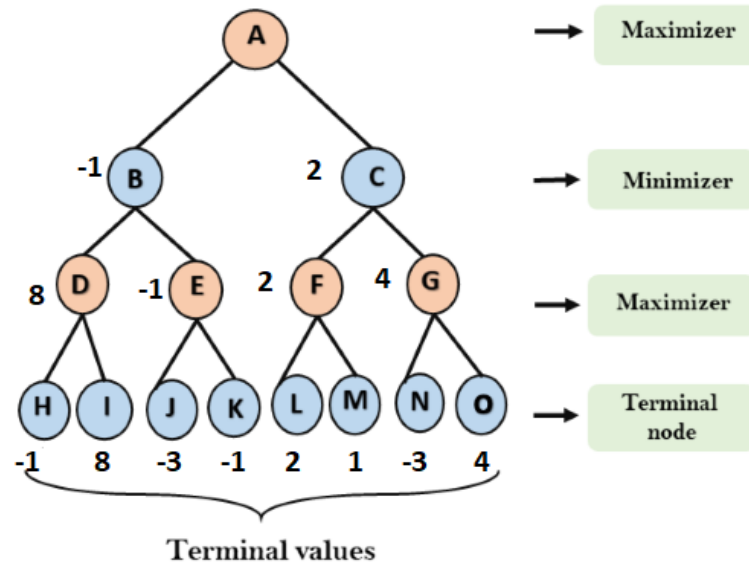 A
Maximizer
-1 B
2 C
Minimizer
8 D
-1 E
2 F
4 G
Maximizer
H I J K L M N O
Terminal
node
-1 8 -3 -1 2 1 -3 4
Terminal values